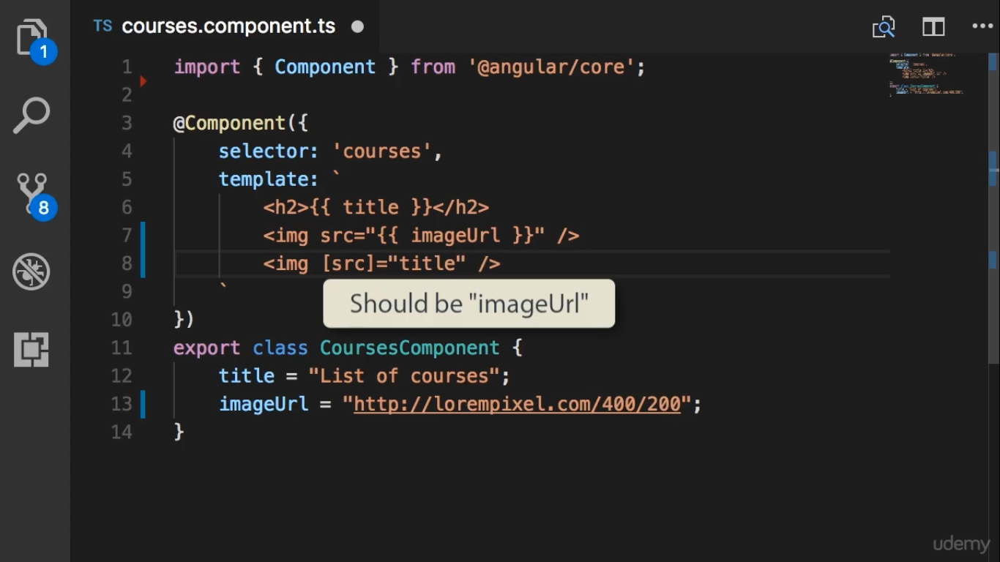 TS courses.component.ts
1
8
1 import { Component } from '@angular/core';
2
3 @Component({
4 selector: 'courses',
5 template: `
6 <h2>{{ title }}</h2>
7 <img src="{{ imageUrl }}" />
8 <img [src]="title" />
9 `
Should be "imageUrl"
10 })
11 export class CoursesComponent {
12 title = "List of courses";
13 imageUrl = "http://lorempixel.com/400/200";
14 }
udemy